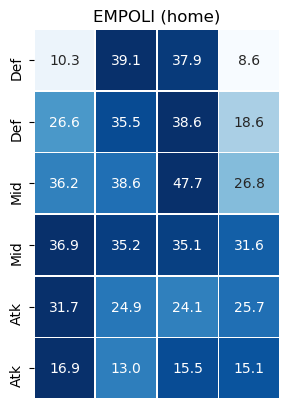 EMPOLI (home)
Def 10.3 39.1 37.9 8.6
Def 26.6 35.5 38.6 18.6
Mid 36.2 38.6 47.7 26.8
Mid 36.9 35.2 35.1 31.6
Atk 31.7 24.9 24.1 25.7
Atk 16.9 13.0 15.5 15.1